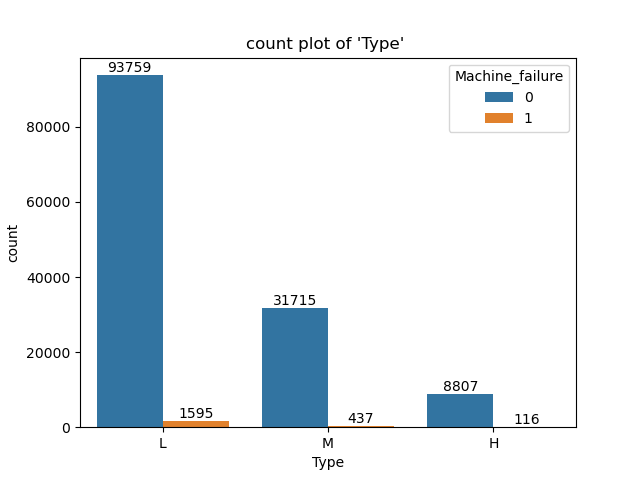 count plot of 'Type'
93759
Machine_failure
0
1
80000
60000
40000
20000
0
count
31715
8807
1595
437
116
L
M
H
Type